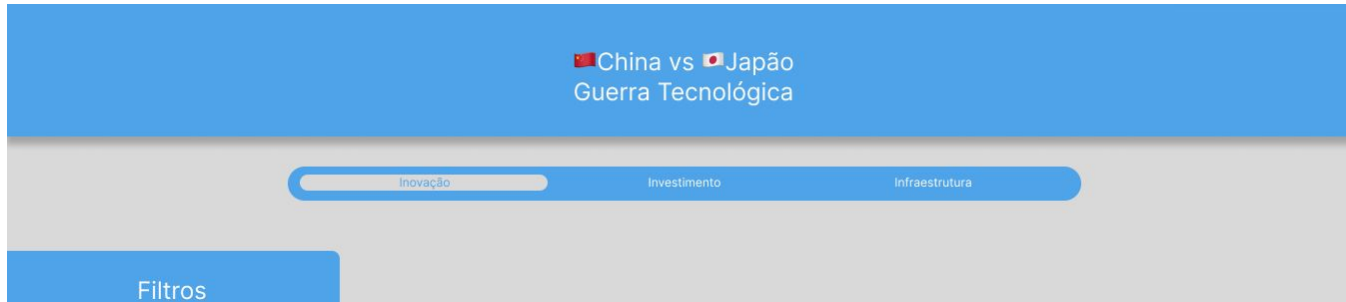 🇨🇳China vs 🇯🇵Japão
Guerra Tecnológica
Inovação Investimento Infraestrutura
Filtros